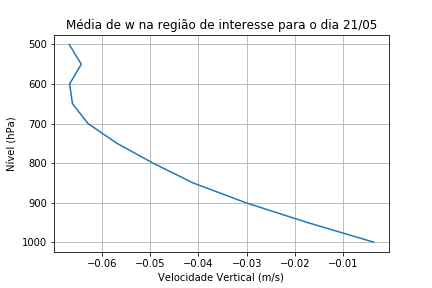 Média de w na região de interesse para o dia 21/05
500
600
700
800
900
1000
Nível (hPa)
−0.06 −0.05 −0.04 −0.03 −0.02 −0.01
Velocidade Vertical (m/s)